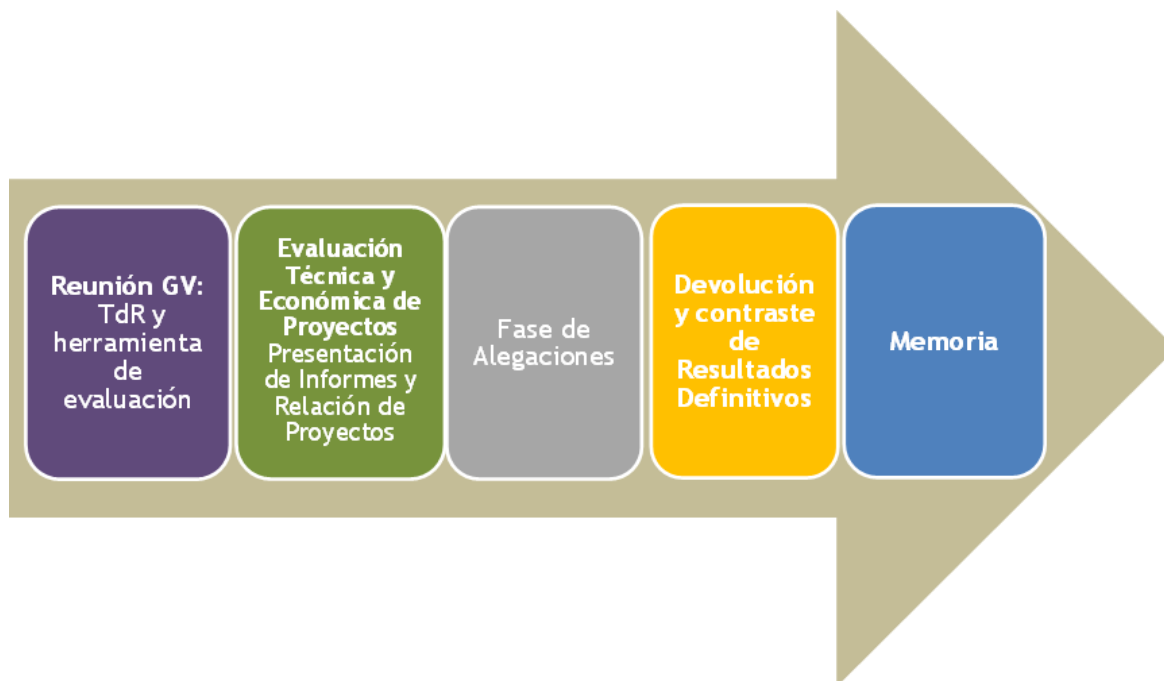 Reunión GV:
TdR y
herramienta
de
evaluación
Evaluación
Técnica y
Económica de
Proyectos
Presentación
de Informes y
Relación de
Proyectos
Fase de
Alegaciones
Devolución
y contraste
de
Resultados
Definitivos
Memoria